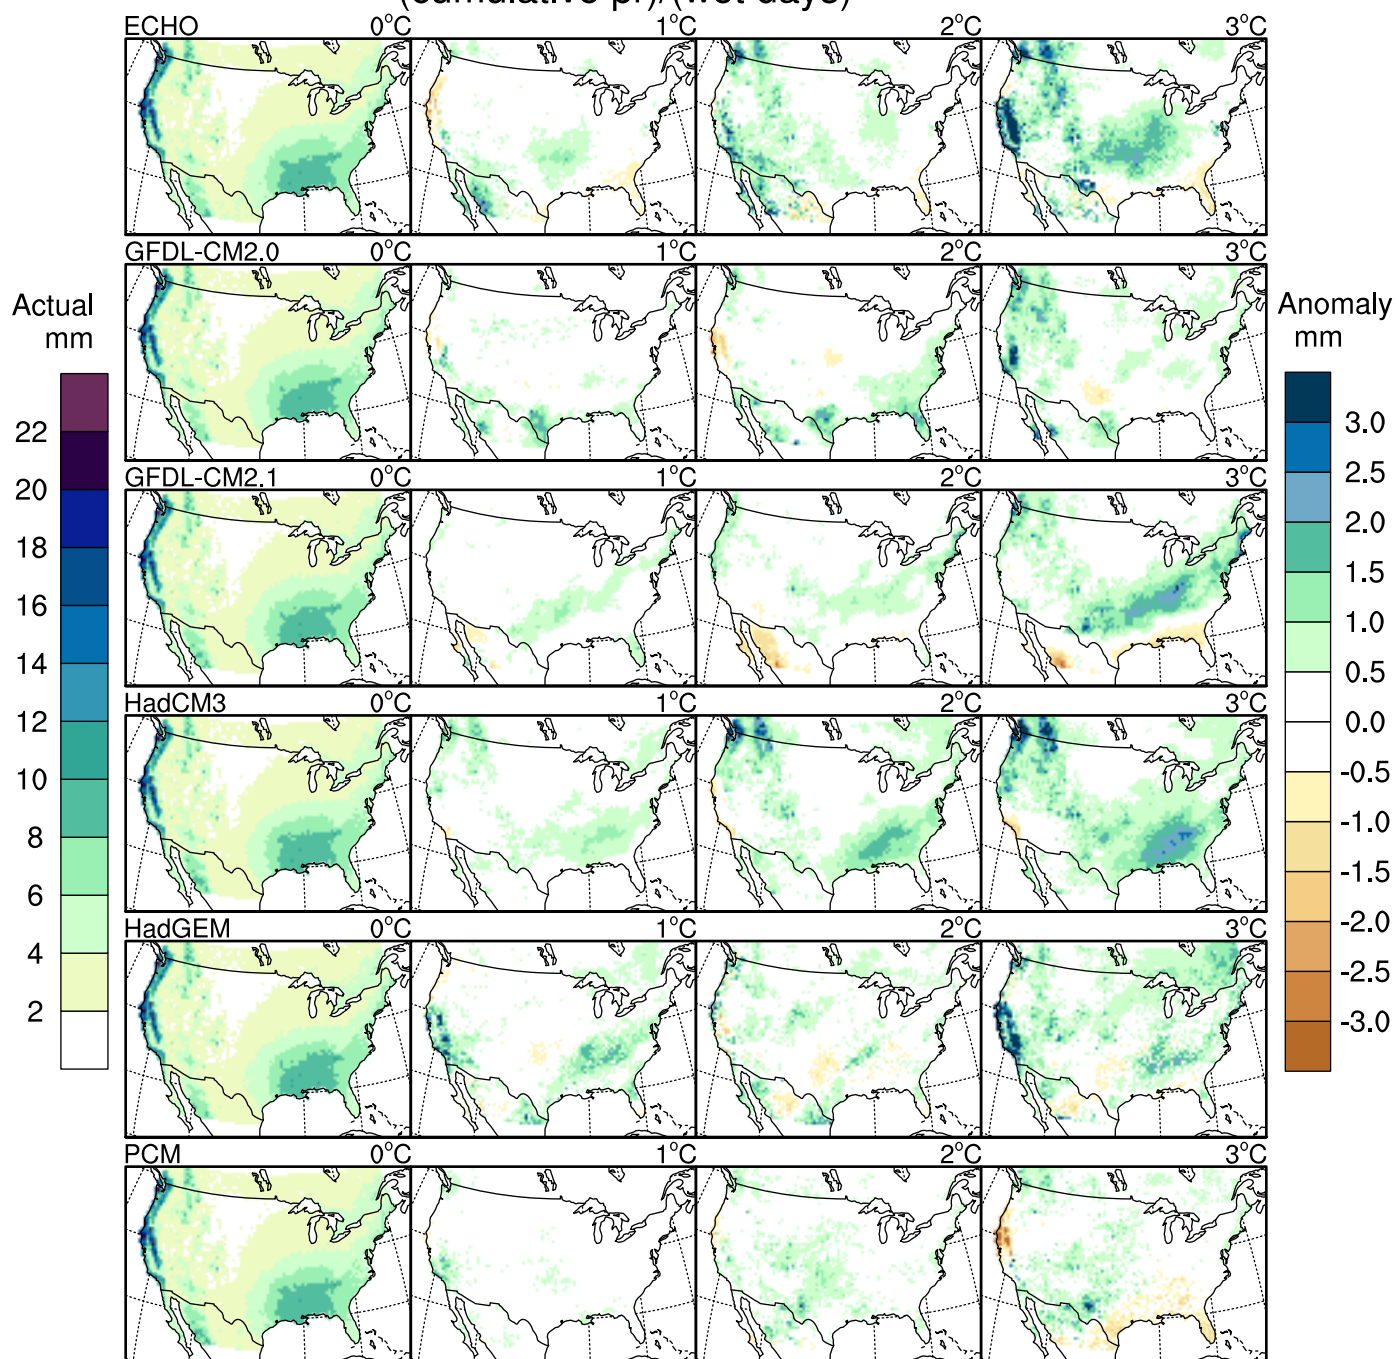 (cumulative pr)/(wet days)
ECHO 0°C 1°C 2°C 3°C
GFDL-CM2.0 0°C 1°C 2°C 3°C
GFDL-CM2.1 0°C 1°C 2°C 3°C
HadCM3 0°C 1°C 2°C 3°C
HadGEM 0°C 1°C 2°C 3°C
PCM 0°C 1°C 2°C 3°C
Actual
mm
22
20
18
16
14
12
10
8
6
4
2
Anomaly
mm
3.0
2.5
2.0
1.5
1.0
0.5
0.0
-0.5
-1.0
-1.5
-2.0
-2.5
-3.0